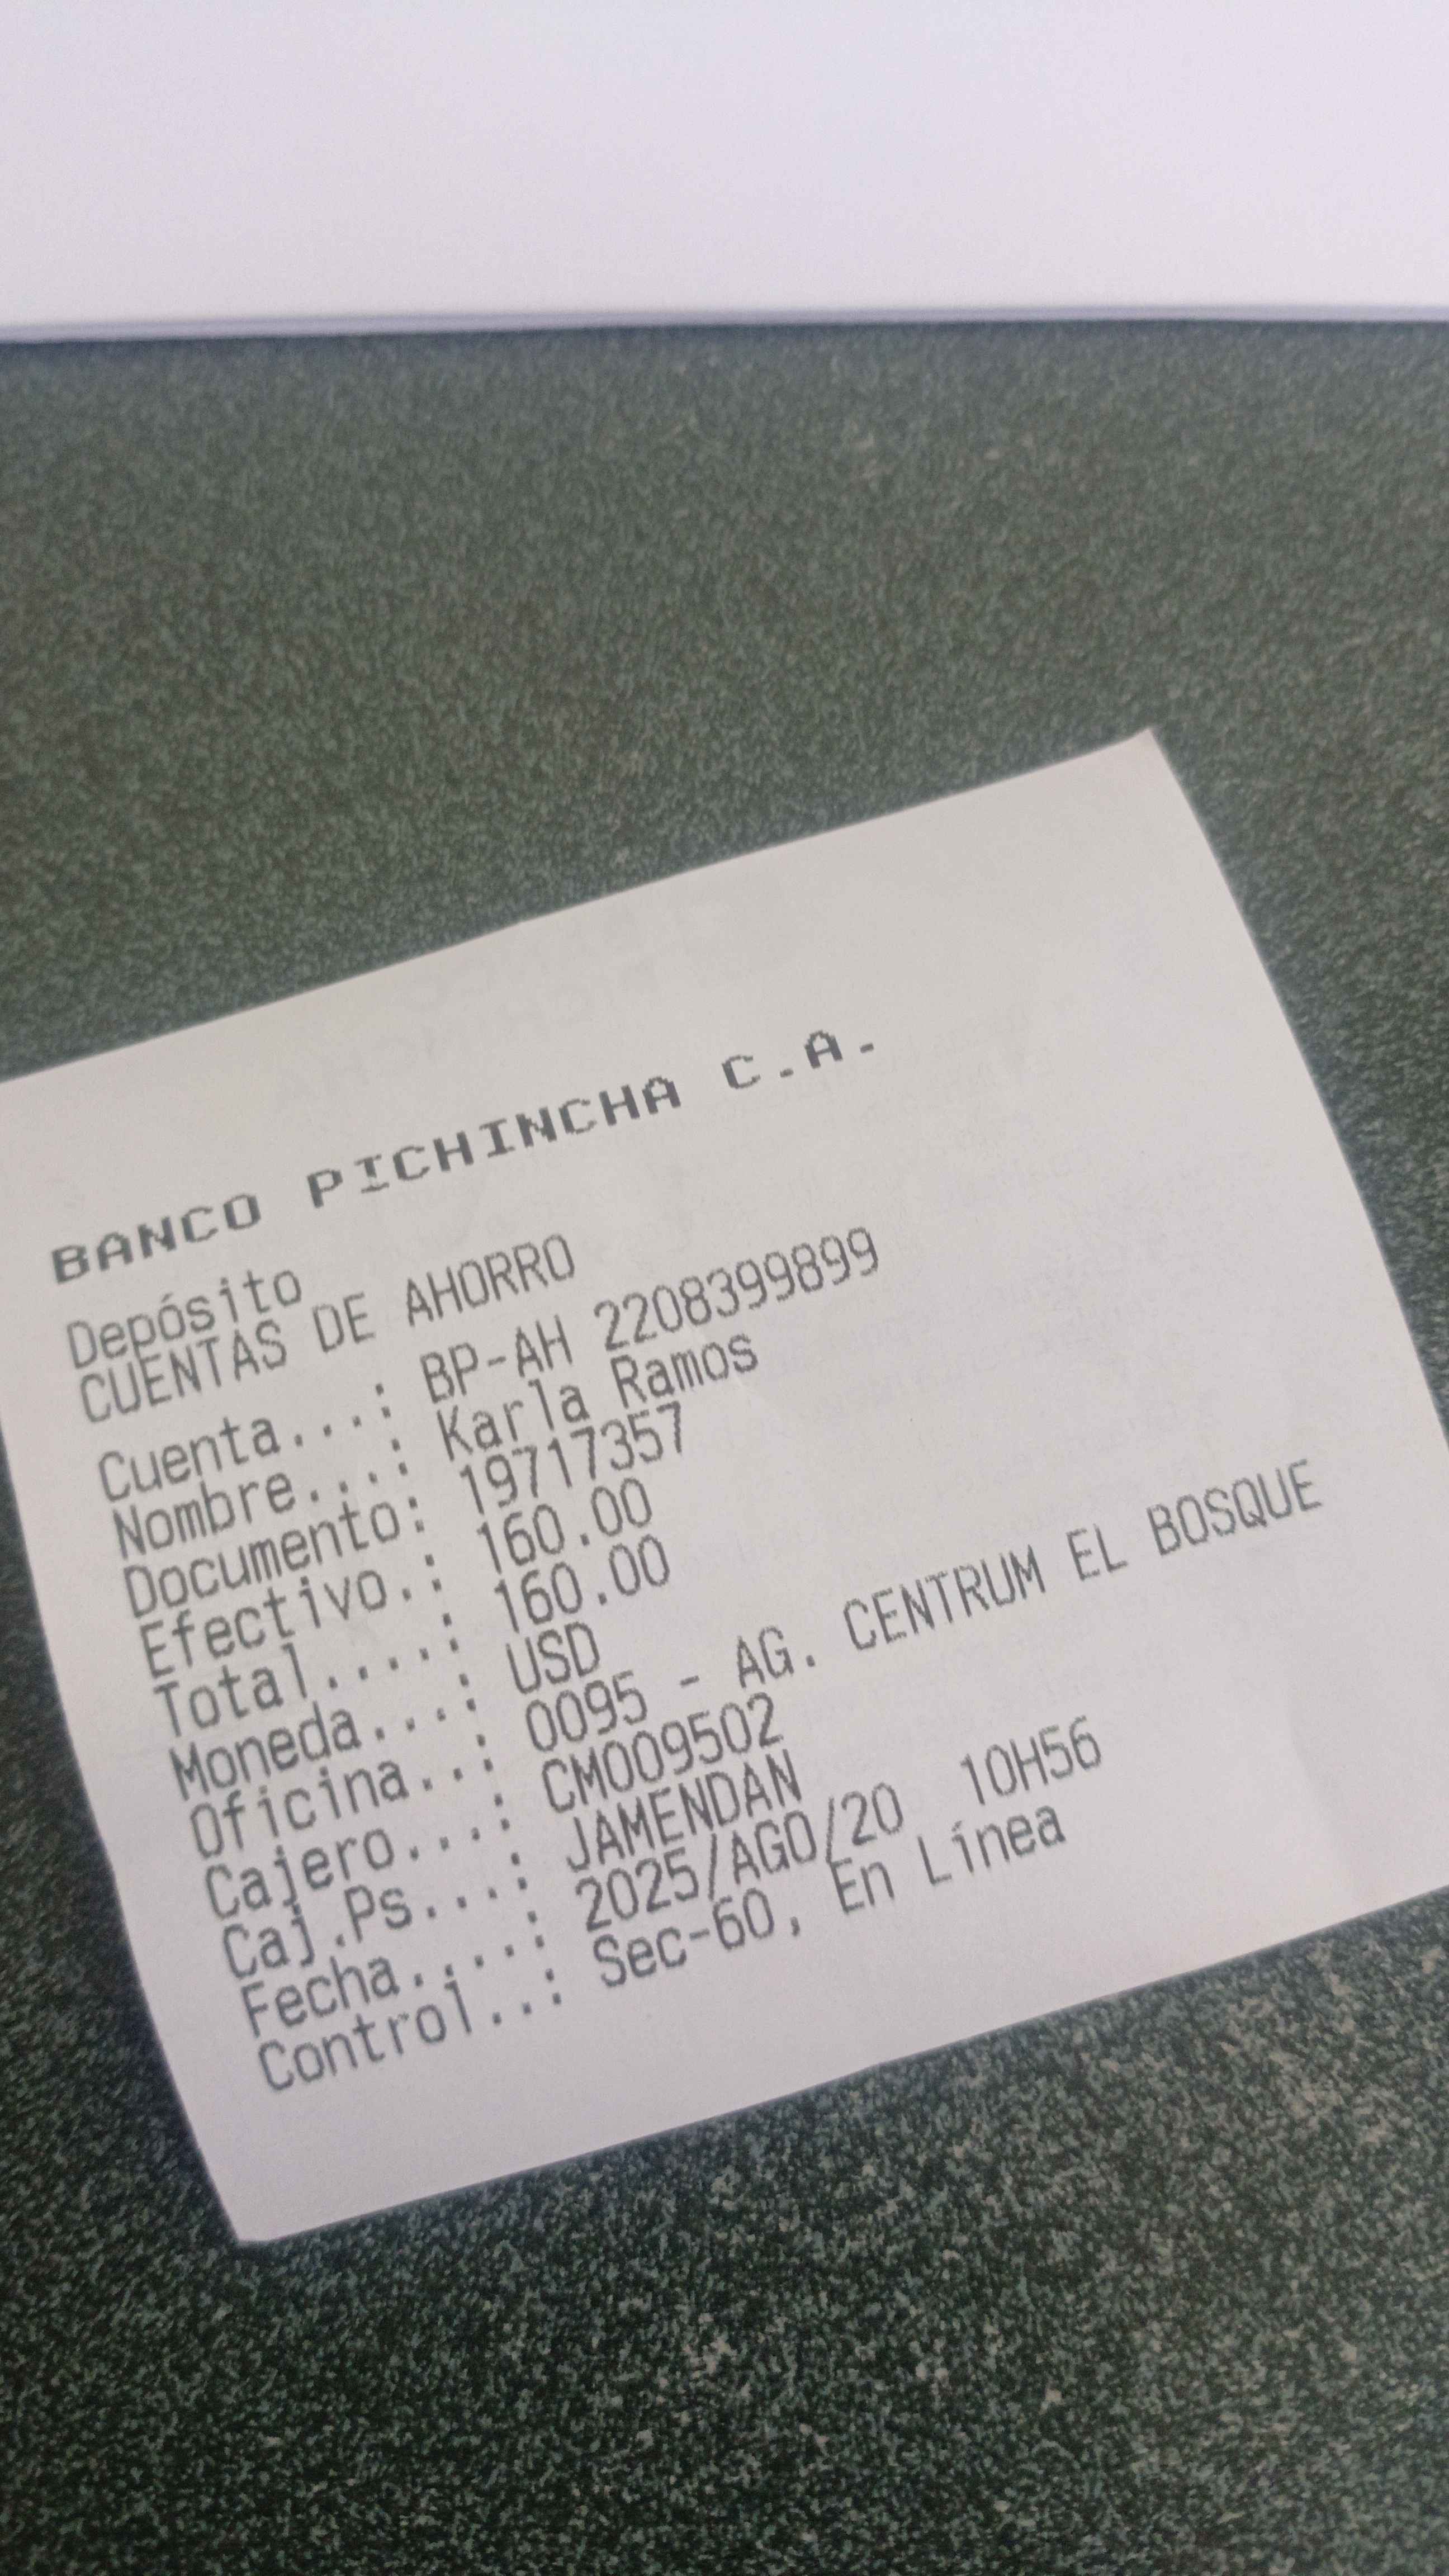 BANCO PICHINCHA C.A.
Depósito
CUENTAS DE AHORRO
Cuenta...: BP-AH 2208399899
Nombre...: Karla Ramos
Documento: 19717357
Efectivo.: 160.00
Total....: 160.00
Moneda...: USD
Oficina..: 0095 - AG. CENTRUM EL BOSQUE
Cajero...: CM009502
Caj.Ps...: JAMENDAN
Fecha....: 2025/AGO/20 10H56
Control..: Sec-60, En Línea